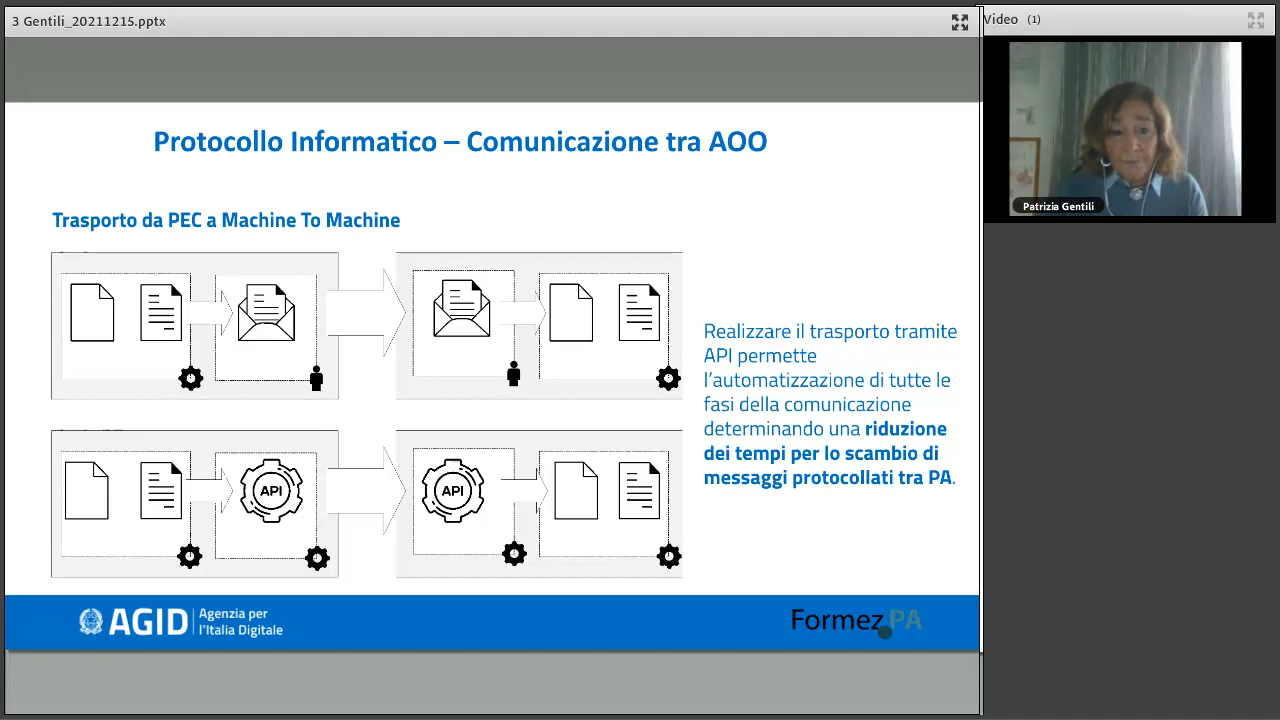 3 Gentili_20211215.pptx
Video (1)
Patrizia Gentili
Protocollo Informatico – Comunicazione tra AOO
Trasporto da PEC a Machine To Machine
API
API
Realizzare il trasporto tramite
API permette
l’automatizzazione di tutte le
fasi della comunicazione
determinando una riduzione
dei tempi per lo scambio di
messaggi protocollati tra PA.
AGID
Agenzia per
l’Italia Digitale
Formez PA